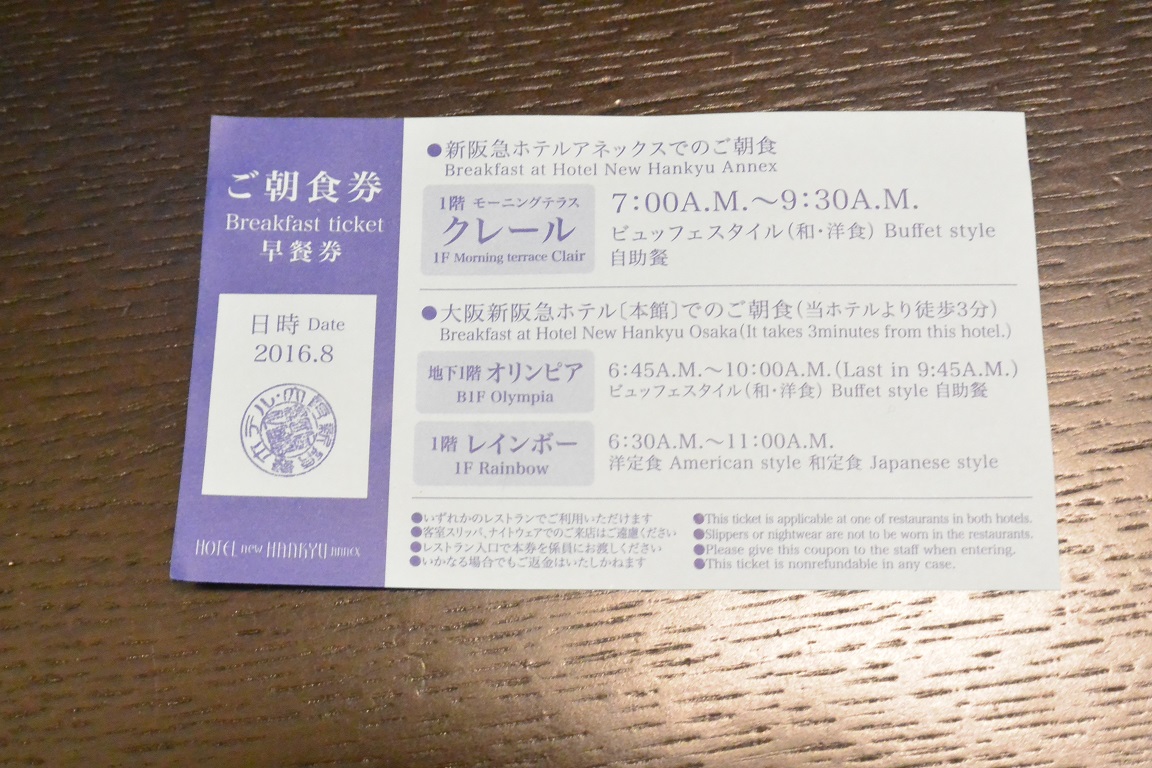 ご朝食券
Breakfast ticket
早餐券
日時 Date
2016.8
HOTEL new HANKYU annex
●新阪急ホテルアネックスでのご朝食
Breakfast at Hotel New Hankyu Annex
1階 モーニングテラス
クレール
1F Morning terrace Clair
7:00A.M.～9:30A.M.
ビュッフェスタイル(和・洋食) Buffet style
自助餐
●大阪新阪急ホテル〔本館〕でのご朝食(当ホテルより徒歩3分)
Breakfast at Hotel New Hankyu Osaka(It takes 3minutes from this hotel.)
地下1階 オリンピア
B1F Olympia
6:45A.M.～10:00A.M.(Last in 9:45A.M.)
ビュッフェスタイル(和・洋食) Buffet style 自助餐
1階 レインボー
1F Rainbow
6:30A.M.～11:00A.M.
洋定食 American style 和定食 Japanese style
●いずれかのレストランでご利用いただけます
●客室スリッパ、ナイトウェアでのご来店はご遠慮ください
●レストラン入口で本券を係員にお渡しください
●いかなる場合でもご返金はいたしかねます
●This ticket is applicable at one of restaurants in both hotels.
●Slippers or nightwear are not to be worn in the restaurants.
●Please give this coupon to the staff when entering.
●This ticket is nonrefundable in any case.